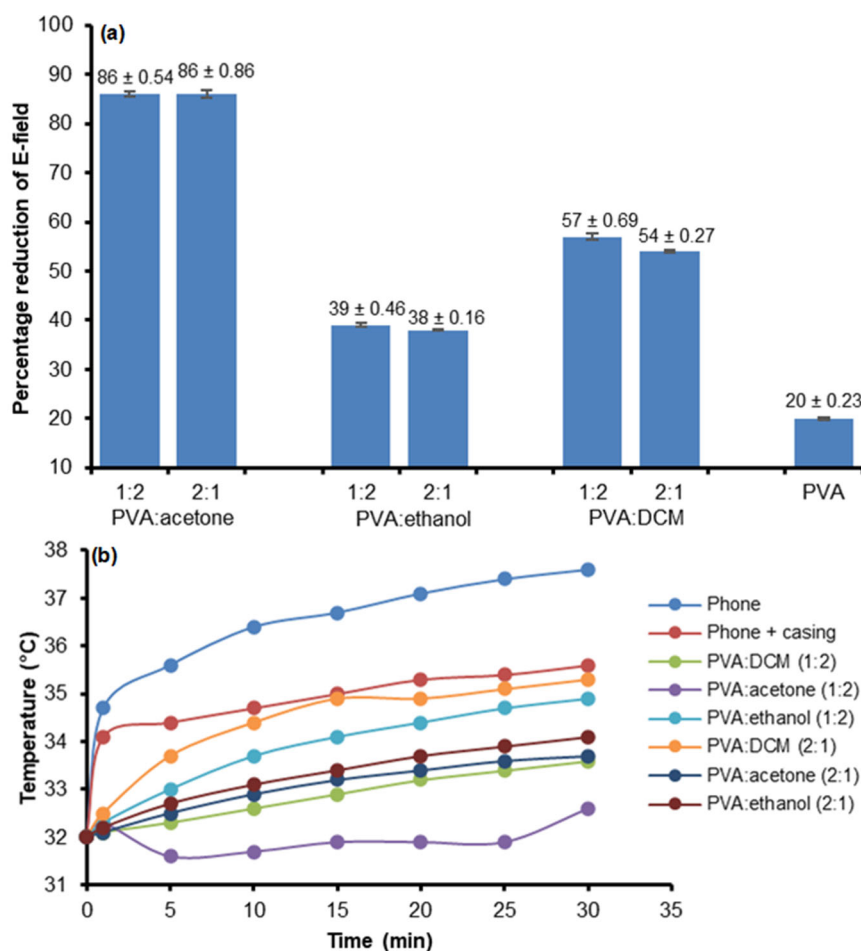 (a)
Percentage reduction of E-field
100
90
80
70
60
50
40
30
20
10
86 ± 0.54
86 ± 0.86
39 ± 0.46
38 ± 0.16
57 ± 0.69
54 ± 0.27
20 ± 0.23
1:2 2:1 1:2 2:1 1:2 2:1 PVA
PVA:acetone PVA:ethanol PVA:DCM
(b)
Temperature (°C)
38
37
36
35
34
33
32
31
0 5 10 15 20 25 30 35
Time (min)
Phone
Phone + casing
PVA:DCM (1:2)
PVA:acetone (1:2)
PVA:ethanol (1:2)
PVA:DCM (2:1)
PVA:acetone (2:1)
PVA:ethanol (2:1)